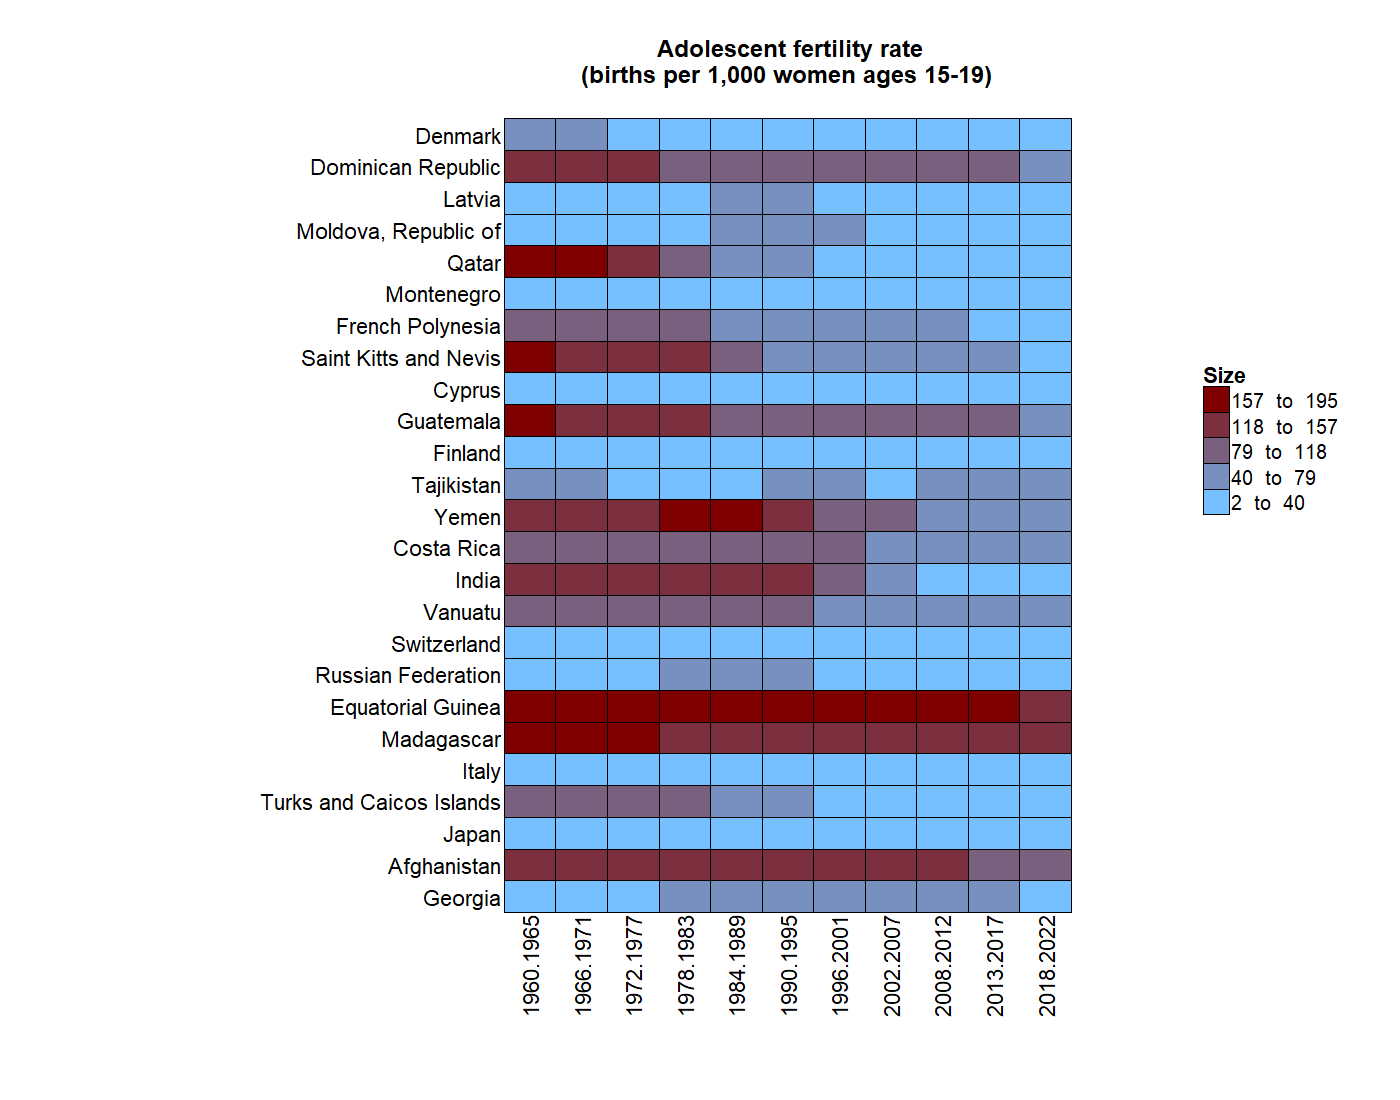 Adolescent fertility rate
(births per 1,000 women ages 15-19)
Denmark
Dominican Republic
Latvia
Moldova, Republic of
Qatar
Montenegro
French Polynesia
Saint Kitts and Nevis
Cyprus
Guatemala
Finland
Tajikistan
Yemen
Costa Rica
India
Vanuatu
Switzerland
Russian Federation
Equatorial Guinea
Madagascar
Italy
Turks and Caicos Islands
Japan
Afghanistan
Georgia
1960.1965
1966.1971
1972.1977
1978.1983
1984.1989
1990.1995
1996.2001
2002.2007
2008.2012
2013.2017
2018.2022
Size
157 to 195
118 to 157
79 to 118
40 to 79
2 to 40